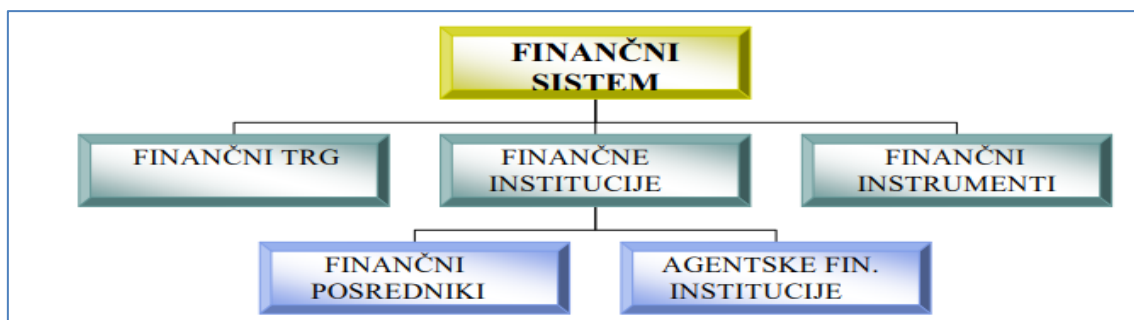 FINANČNI
SISTEM
FINANČNI TRG
FINANČNE
INSTITUCIJE
FINANČNI
INSTRUMENTI
FINANČNI
POSREDNIKI
AGENTSKE FIN.
INSTITUCIJE